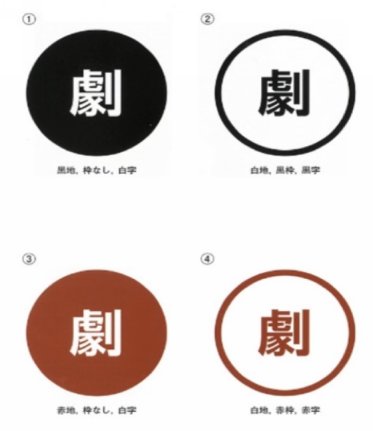 ① ②
劇 劇
黒地, 枠なし, 白字 白地, 黒枠, 黒字
③ ④
劇 劇
赤地, 枠なし, 白字 白地, 赤枠, 赤字